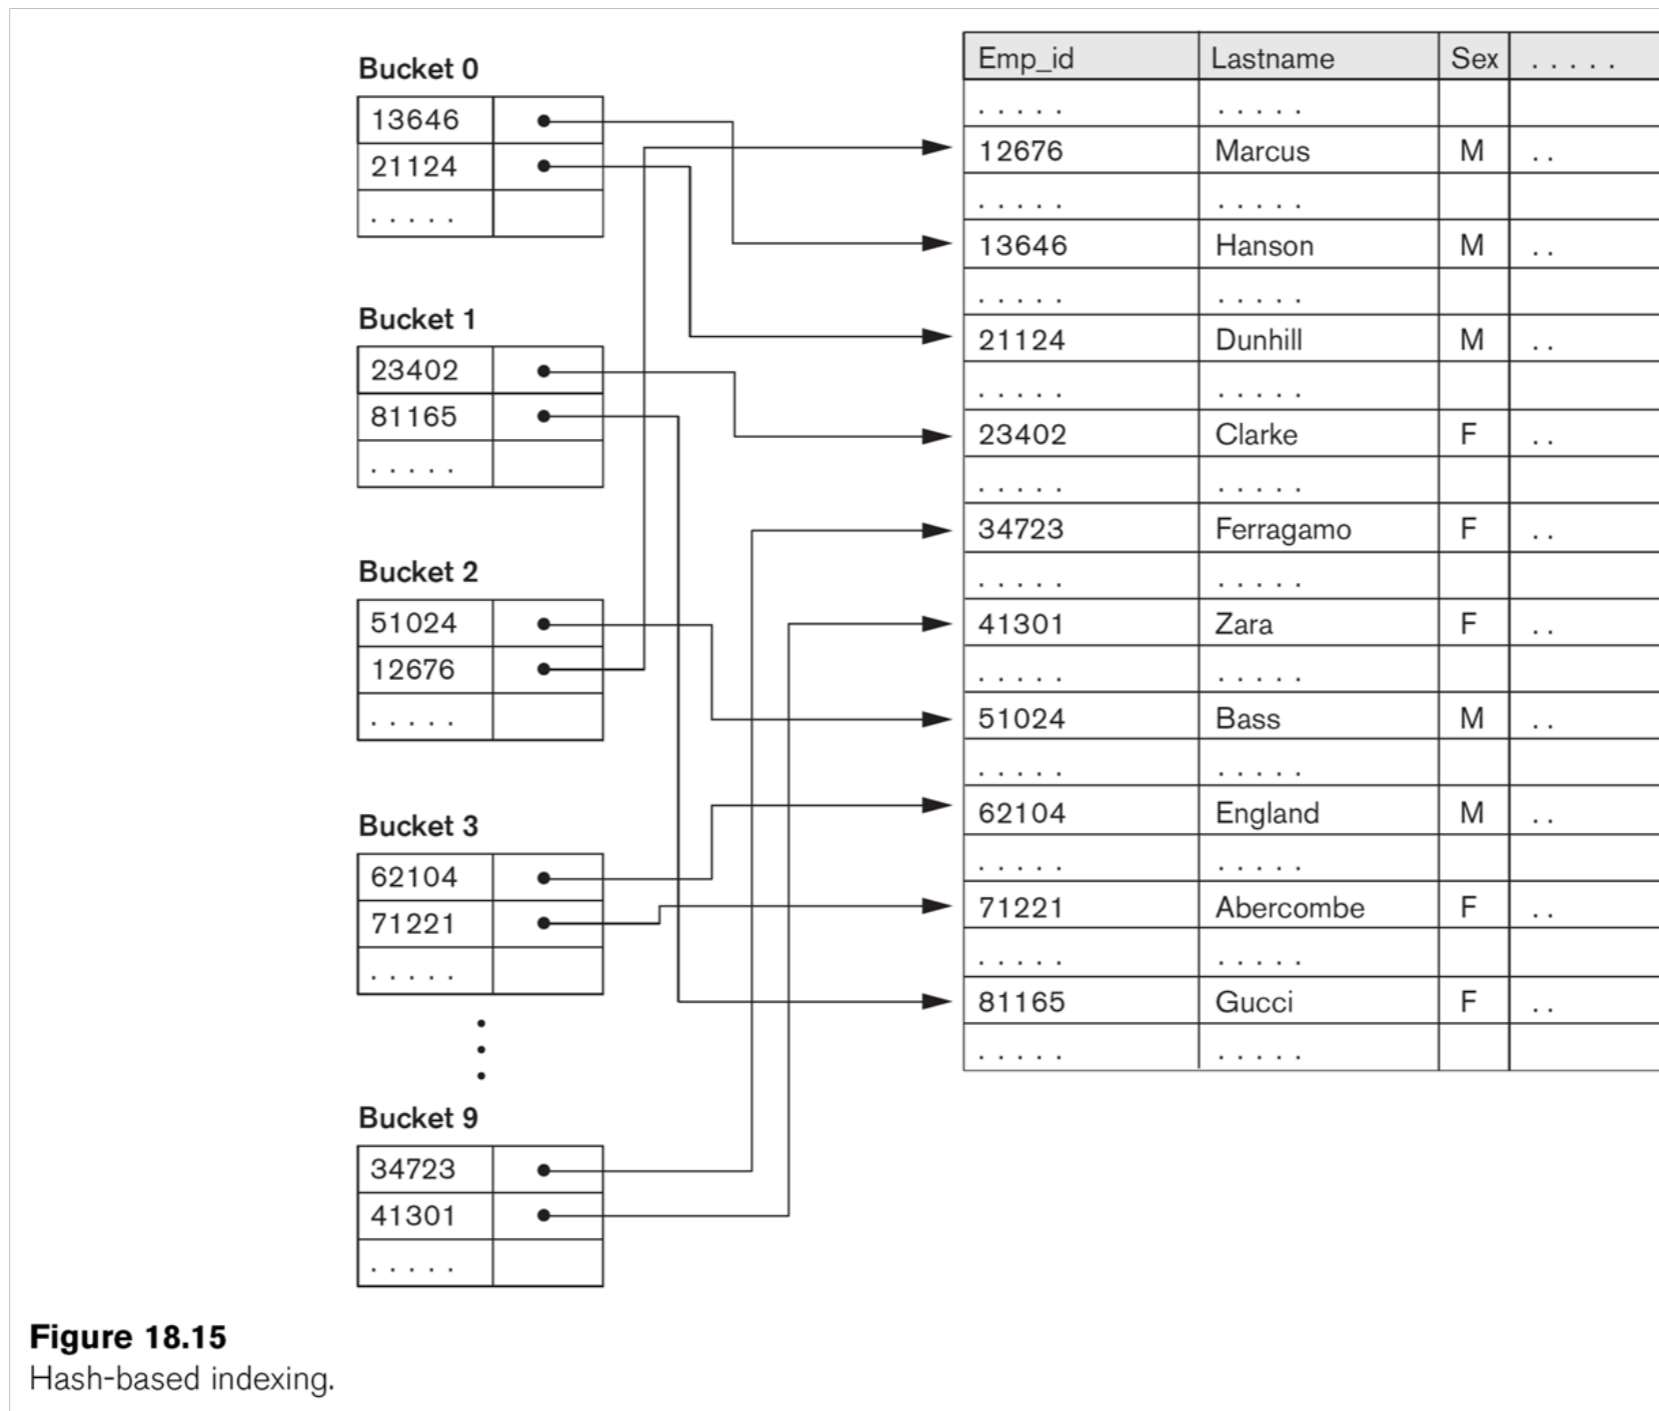 Bucket 0
13646
21124
. . . . .
Bucket 1
23402
81165
. . . . .
Bucket 2
51024
12676
. . . . .
Bucket 3
62104
71221
. . . . .
Bucket 9
34723
41301
. . . . .
Emp_id Lastname Sex . . . . .
. . . . . . . . . .
12676 Marcus M . .
. . . . . . . . . .
13646 Hanson M . .
. . . . . . . . . .
21124 Dunhill M . .
. . . . . . . . . .
23402 Clarke F . .
. . . . . . . . . .
34723 Ferragamo F . .
. . . . . . . . . .
41301 Zara F . .
. . . . . . . . . .
51024 Bass M . .
. . . . . . . . . .
62104 England M . .
. . . . . . . . . .
71221 Abercombe F . .
. . . . . . . . . .
81165 Gucci F . .
. . . . . . . . . .
Figure 18.15
Hash-based indexing.